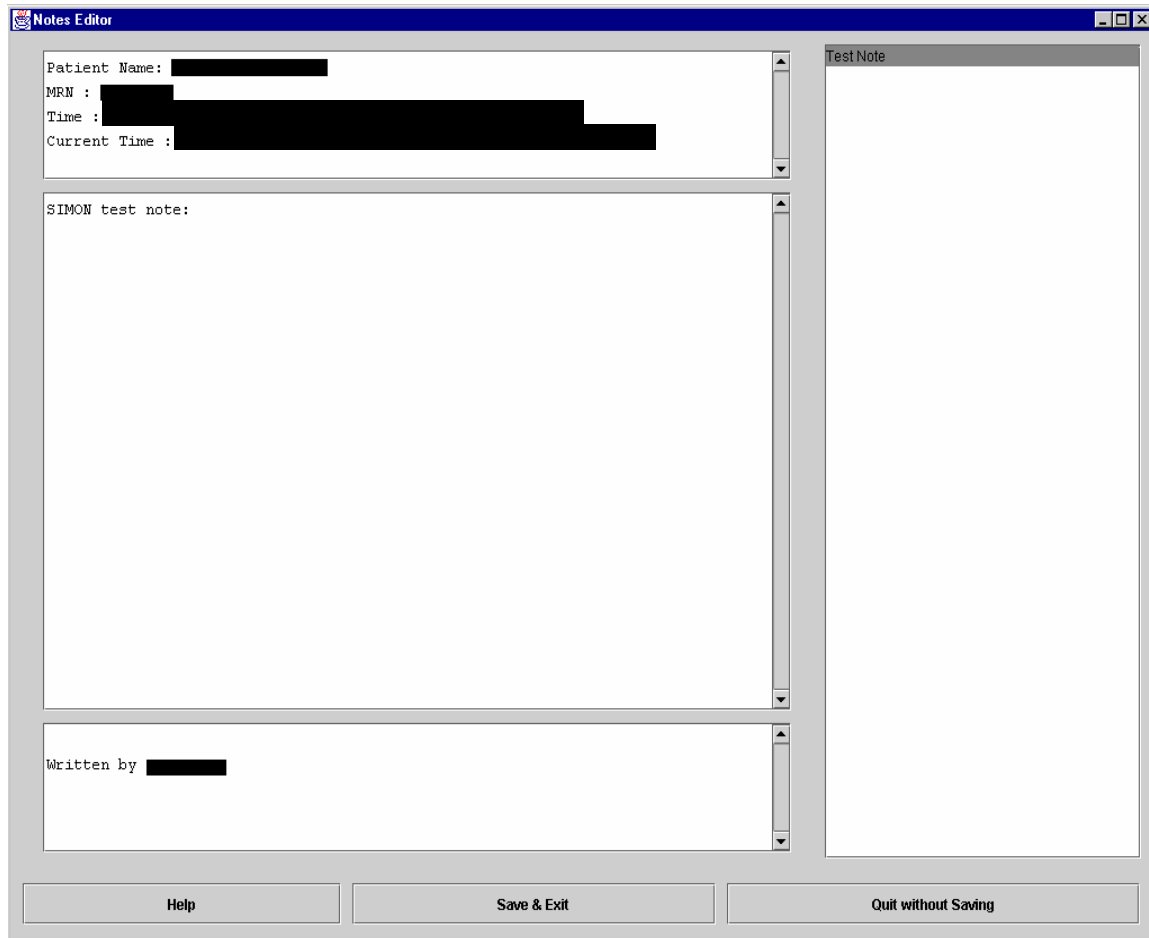 Notes Editor
Patient Name:
MRN :
Time :
Current Time :
SIMON test note:
Written by
Test Note
Help
Save & Exit
Quit without Saving